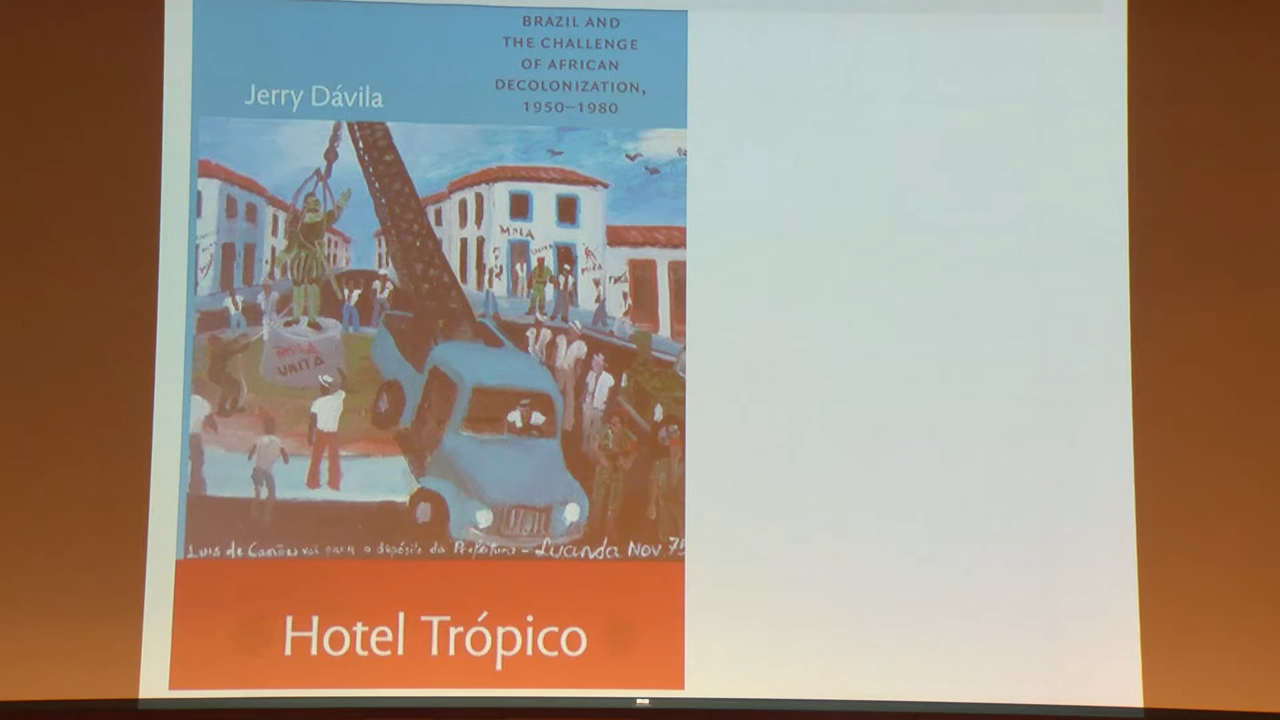 BRAZIL AND
THE CHALLENGE
OF AFRICAN
DECOLONIZATION,
1950–1980
Jerry Dávila
MPLA
UNITA
Luis de Camões vai para o depósito da Prefeitura - Luanda Nov. 75
Hotel Trópico